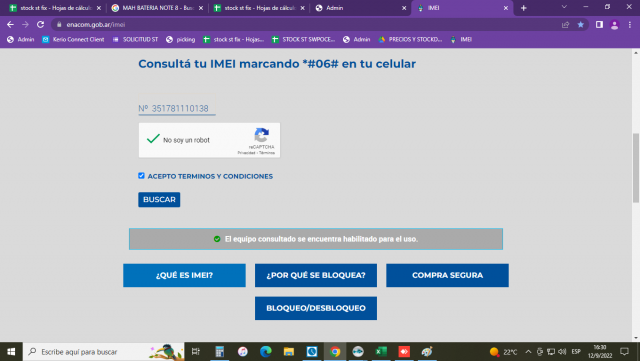 stock st fix - Hojas de cálcul
MAH BATERIA NOTE 8 - Bus
stock st fix - Hojas de cálculo
Admin
IMEI
enacom.gob.ar/imei
Admin
Kerio Connect Client
SOLICITUD ST
picking
stock st fix - Hojas...
STOCK ST SWPOCE...
Admin
PRECIOS Y STOCKD...
IMEI
Consultá tu IMEI marcando *#06# en tu celular
Nº 351781110138
No soy un robot
reCAPTCHA
Privacidad - Términos
ACEPTO TERMINOS Y CONDICIONES
BUSCAR
El equipo consultado se encuentra habilitado para el uso.
¿QUÉ ES IMEI?
¿POR QUÉ SE BLOQUEA?
COMPRA SEGURA
BLOQUEO/DESBLOQUEO
Escribe aquí para buscar
22°C
ESP
16:30
12/9/2022